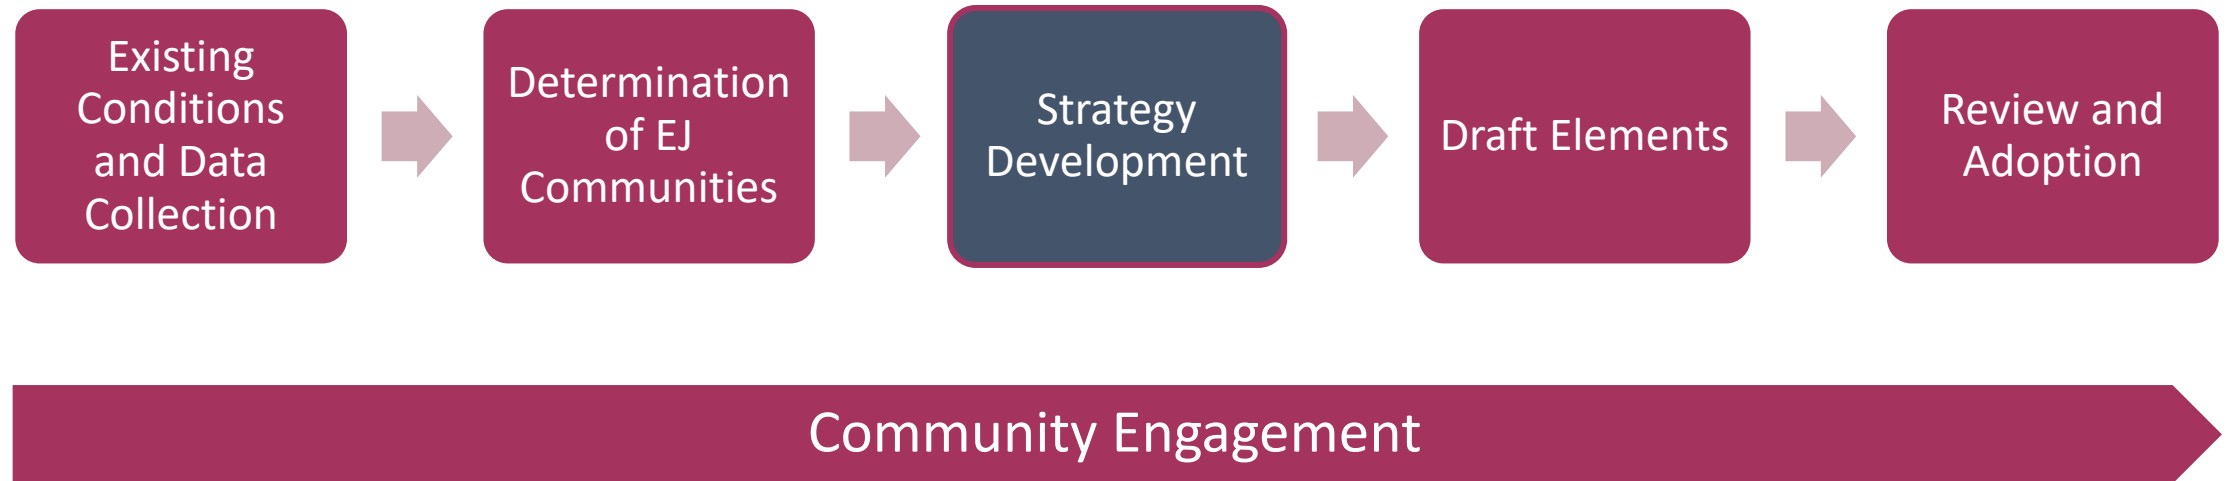 Existing
Conditions
and Data
Collection
Determination
of EJ
Communities
Strategy
Development
Draft Elements
Review and
Adoption
Community Engagement